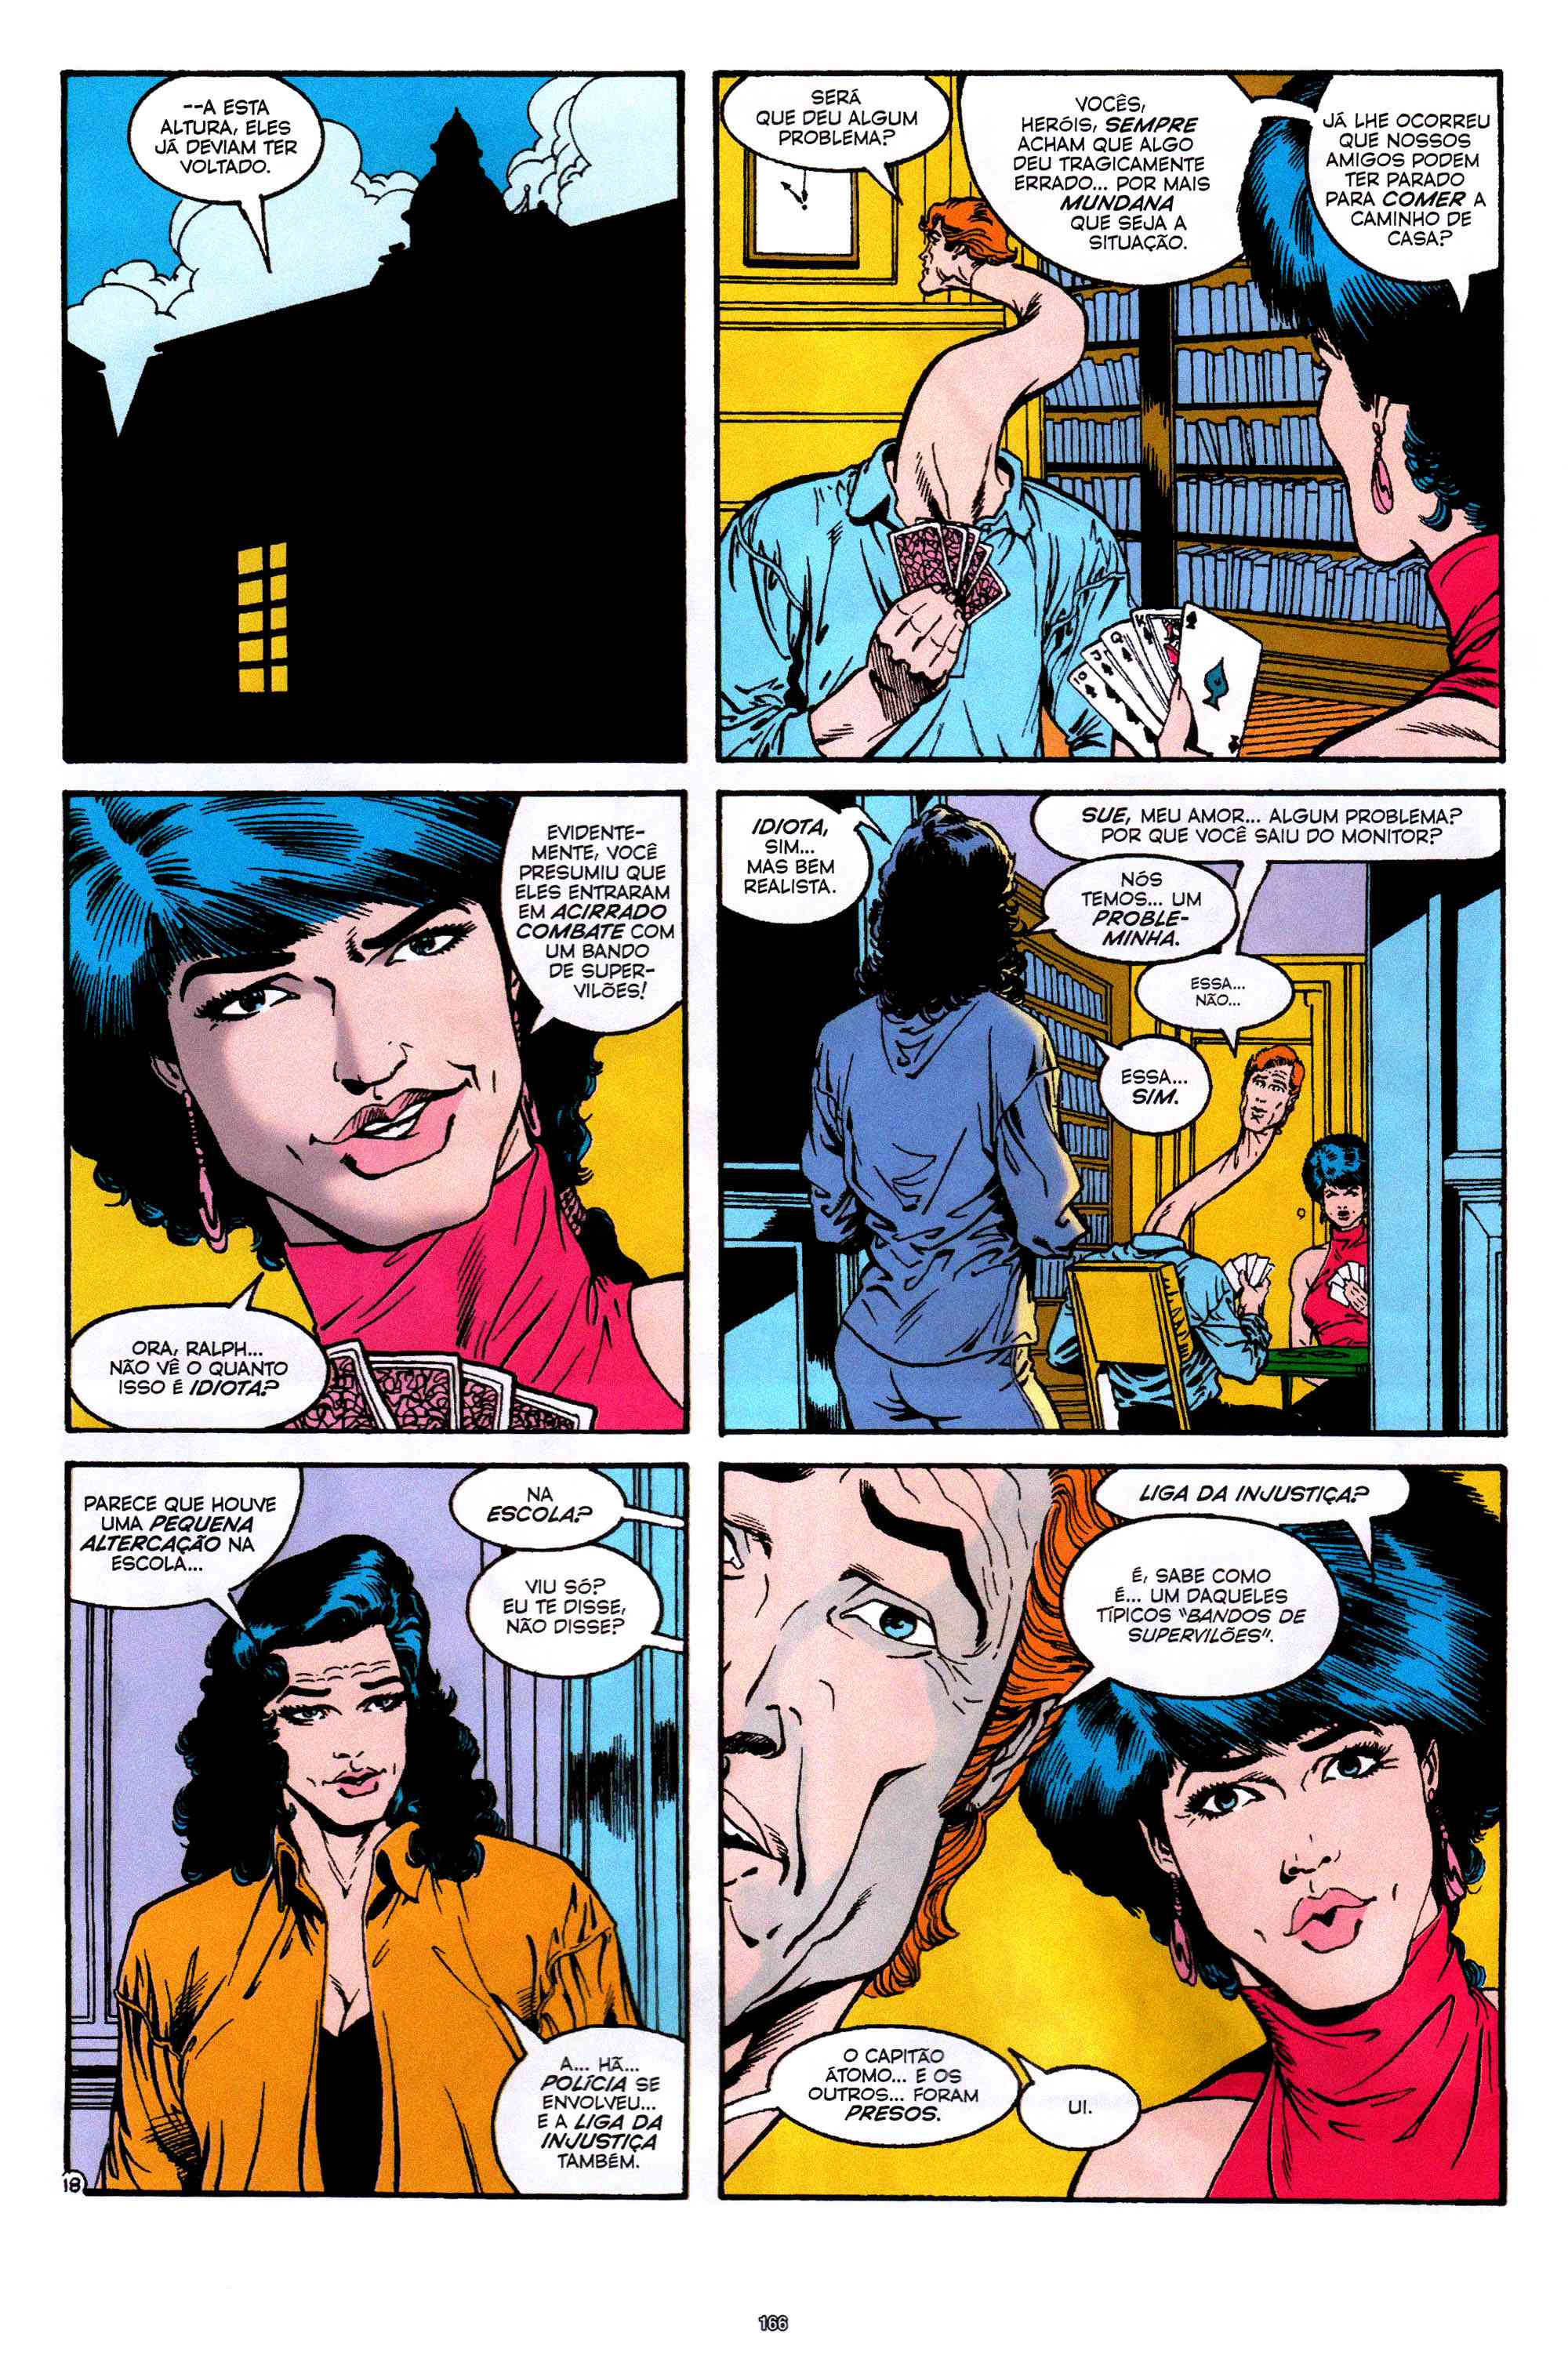 --A ESTA
ALTURA, ELES
JÁ DEVIAM TER
VOLTADO.
SERÁ
QUE DEU ALGUM
PROBLEMA?
VOCÊS,
HERÓIS, SEMPRE
ACHAM QUE ALGO
DEU TRAGICAMENTE
ERRADO... POR MAIS
MUNDANA
QUE SEJA A
SITUAÇÃO.
JÁ LHE OCORREU
QUE NOSSOS
AMIGOS PODEM
TER PARADO
PARA COMER A
CAMINHO DE
CASA?
J
Q
K
EVIDENTE-
MENTE, VOCÊ
PRESUMIU QUE
ELES ENTRARAM
EM ACIRRADO
COMBATE COM
UM BANDO
DE SUPER-
VILÕES!
ORA, RALPH...
NÃO VÊ O QUANTO
ISSO É IDIOTA?
IDIOTA,
SIM...
MAS BEM
REALISTA.
SUE, MEU AMOR... ALGUM PROBLEMA?
POR QUE VOCÊ SAIU DO MONITOR?
NÓS
TEMOS... UM
PROBLE-
MINHA.
ESSA...
NÃO...
ESSA...
SIM.
PARECE QUE HOUVE
UMA PEQUENA
ALTERCAÇÃO NA
ESCOLA...
NA
ESCOLA?
VIU SÓ?
EU TE DISSE,
NÃO DISSE?
A... HÃ...
POLÍCIA SE
ENVOLVEU...
E A LIGA DA
INJUSTIÇA
TAMBÉM.
18
LIGA DA INJUSTIÇA?
É, SABE COMO
É... UM DAQUELES
TÍPICOS "BANDOS DE
SUPERVILÕES".
O CAPITÃO
ÁTOMO... E OS
OUTROS... FORAM
PRESOS.
UI.
166